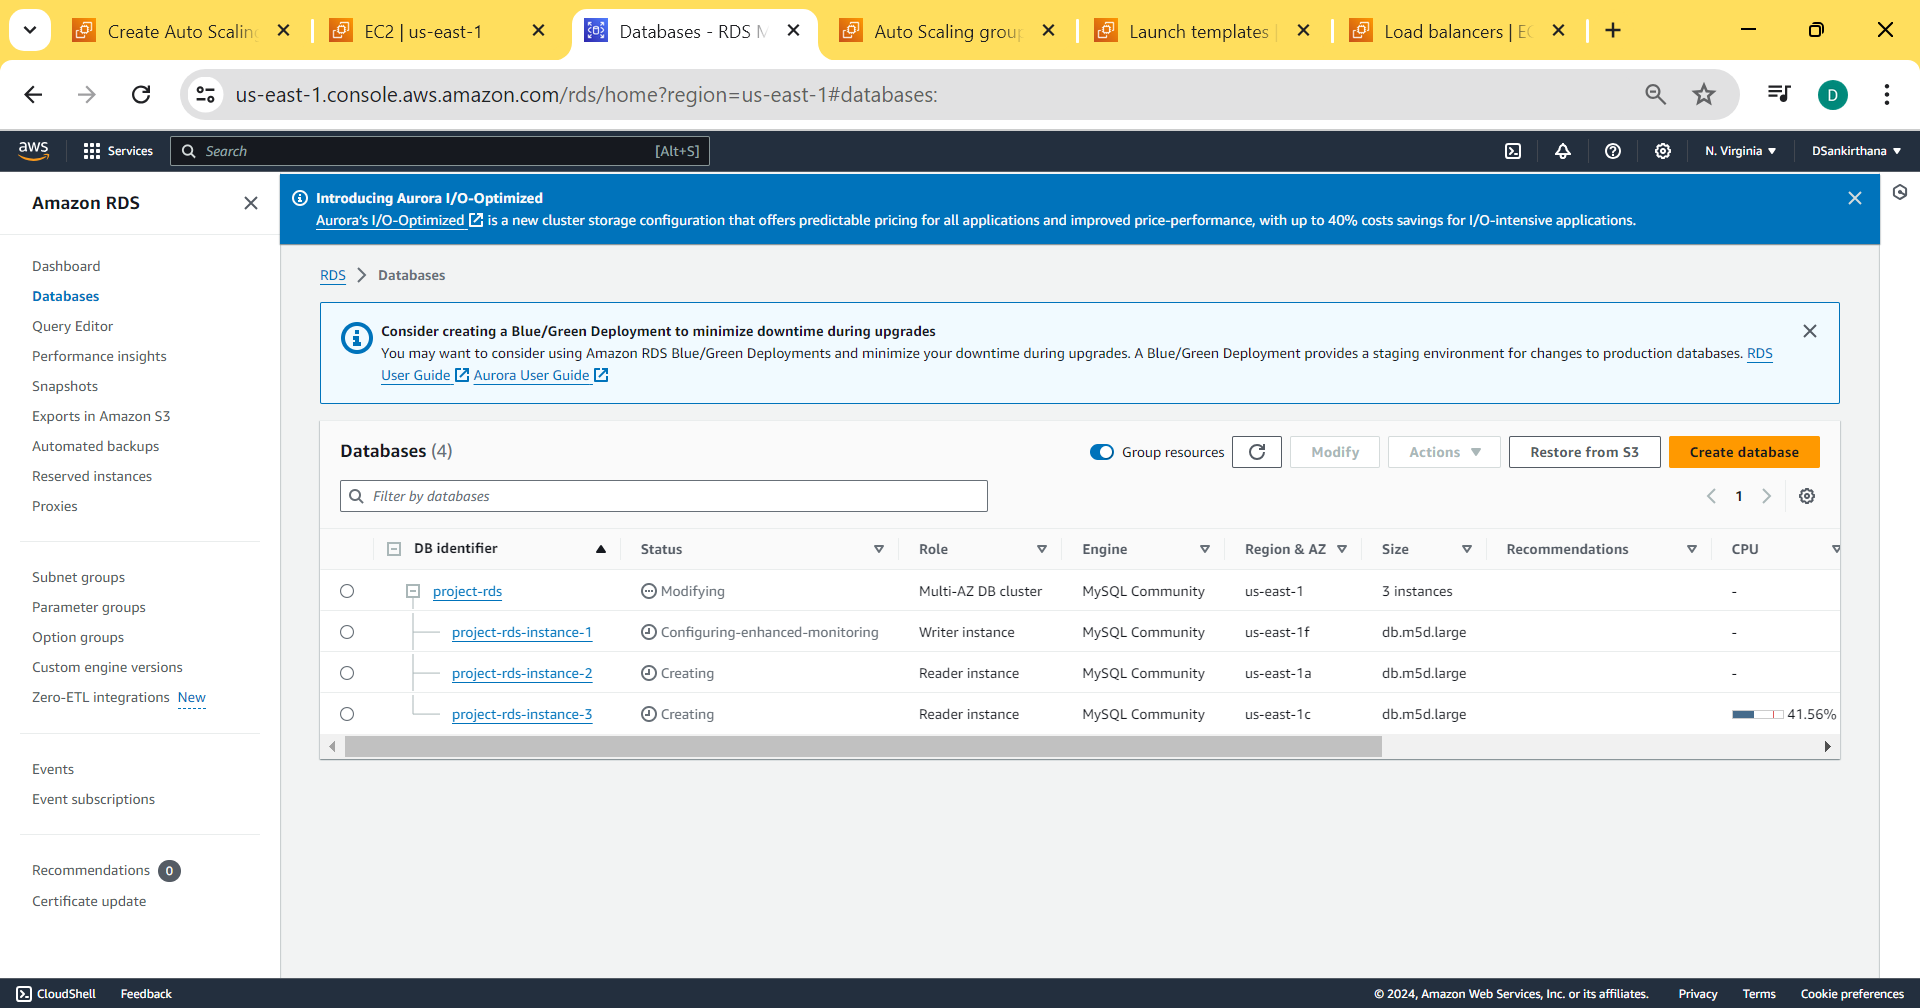 Create Auto Scaling
EC2 | us-east-1
Databases - RDS M
Auto Scaling grou
Launch templates |
Load balancers | EC
us-east-1.console.aws.amazon.com/rds/home?region=us-east-1#databases:
D
aws
Services
Search
[Alt+S]
N. Virginia
DSankirthana
Amazon RDS
Dashboard
Databases
Query Editor
Performance insights
Snapshots
Exports in Amazon S3
Automated backups
Reserved instances
Proxies
Subnet groups
Parameter groups
Option groups
Custom engine versions
Zero-ETL integrations New
Events
Event subscriptions
Recommendations 0
Certificate update
Introducing Aurora I/O-Optimized
Aurora's I/O-Optimized is a new cluster storage configuration that offers predictable pricing for all applications and improved price-performance, with up to 40% costs savings for I/O-intensive applications.
RDS > Databases
Consider creating a Blue/Green Deployment to minimize downtime during upgrades
You may want to consider using Amazon RDS Blue/Green Deployments and minimize your downtime during upgrades. A Blue/Green Deployment provides a staging environment for changes to production databases. RDS
User Guide Aurora User Guide
Databases (4)
Group resources
Modify
Actions
Restore from S3
Create database
Filter by databases
1
DB identifier Status Role Engine Region & AZ Size Recommendations CPU
project-rds Modifying Multi-AZ DB cluster MySQL Community us-east-1 3 instances -
project-rds-instance-1 Configuring-enhanced-monitoring Writer instance MySQL Community us-east-1f db.m5d.large -
project-rds-instance-2 Creating Reader instance MySQL Community us-east-1a db.m5d.large -
project-rds-instance-3 Creating Reader instance MySQL Community us-east-1c db.m5d.large 41.56%
CloudShell
Feedback
© 2024, Amazon Web Services, Inc. or its affiliates.
Privacy
Terms
Cookie preferences